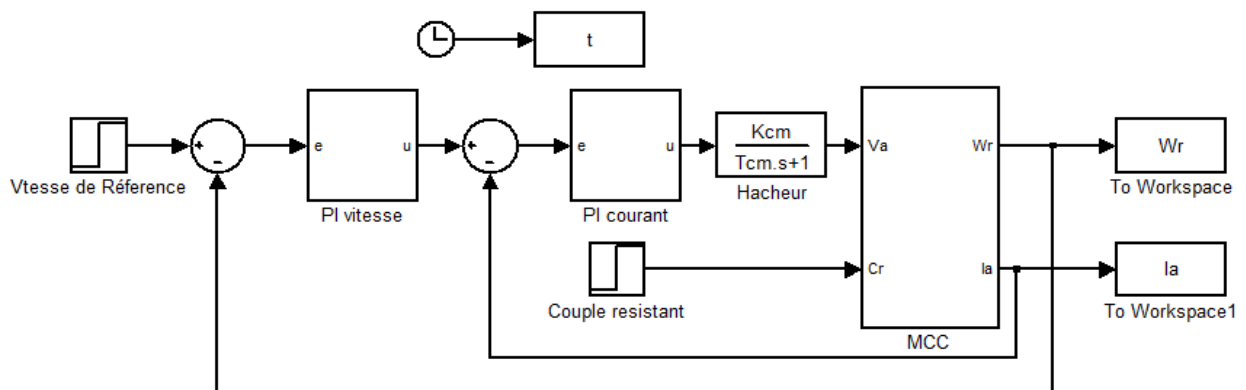 t
Vtesse de Réference
+
-
e
u
PI vitesse
+
-
e
u
PI courant
Kcm
Tcm.s+1
Hacheur
Va
Wr
Cr
Ia
MCC
Wr
To Workspace
Ia
To Workspace1
Couple resistant